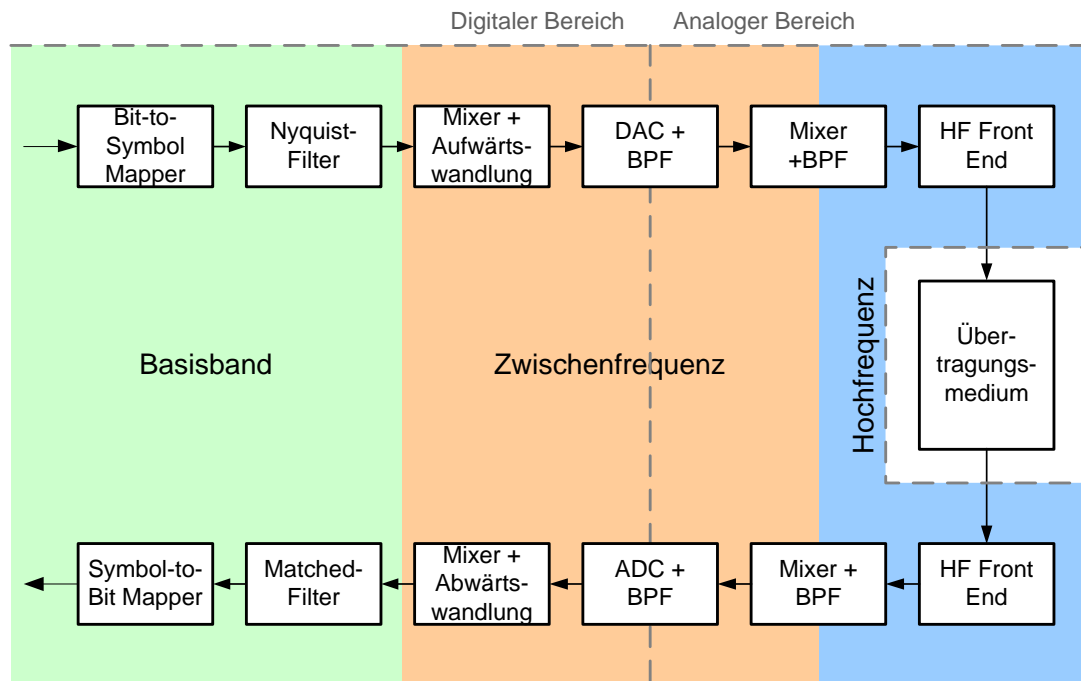 Digitaler Bereich
Analoger Bereich
Bit-to-
Symbol
Mapper
Nyquist-
Filter
Mixer +
Aufwärts-
wandlung
DAC +
BPF
Mixer
+BPF
HF Front
End
Basisband
Zwischenfrequenz
Hochfrequenz
Über-
tragungs-
medium
Symbol-to-
Bit Mapper
Matched-
Filter
Mixer +
Abwärts-
wandlung
ADC +
BPF
Mixer +
BPF
HF Front
End